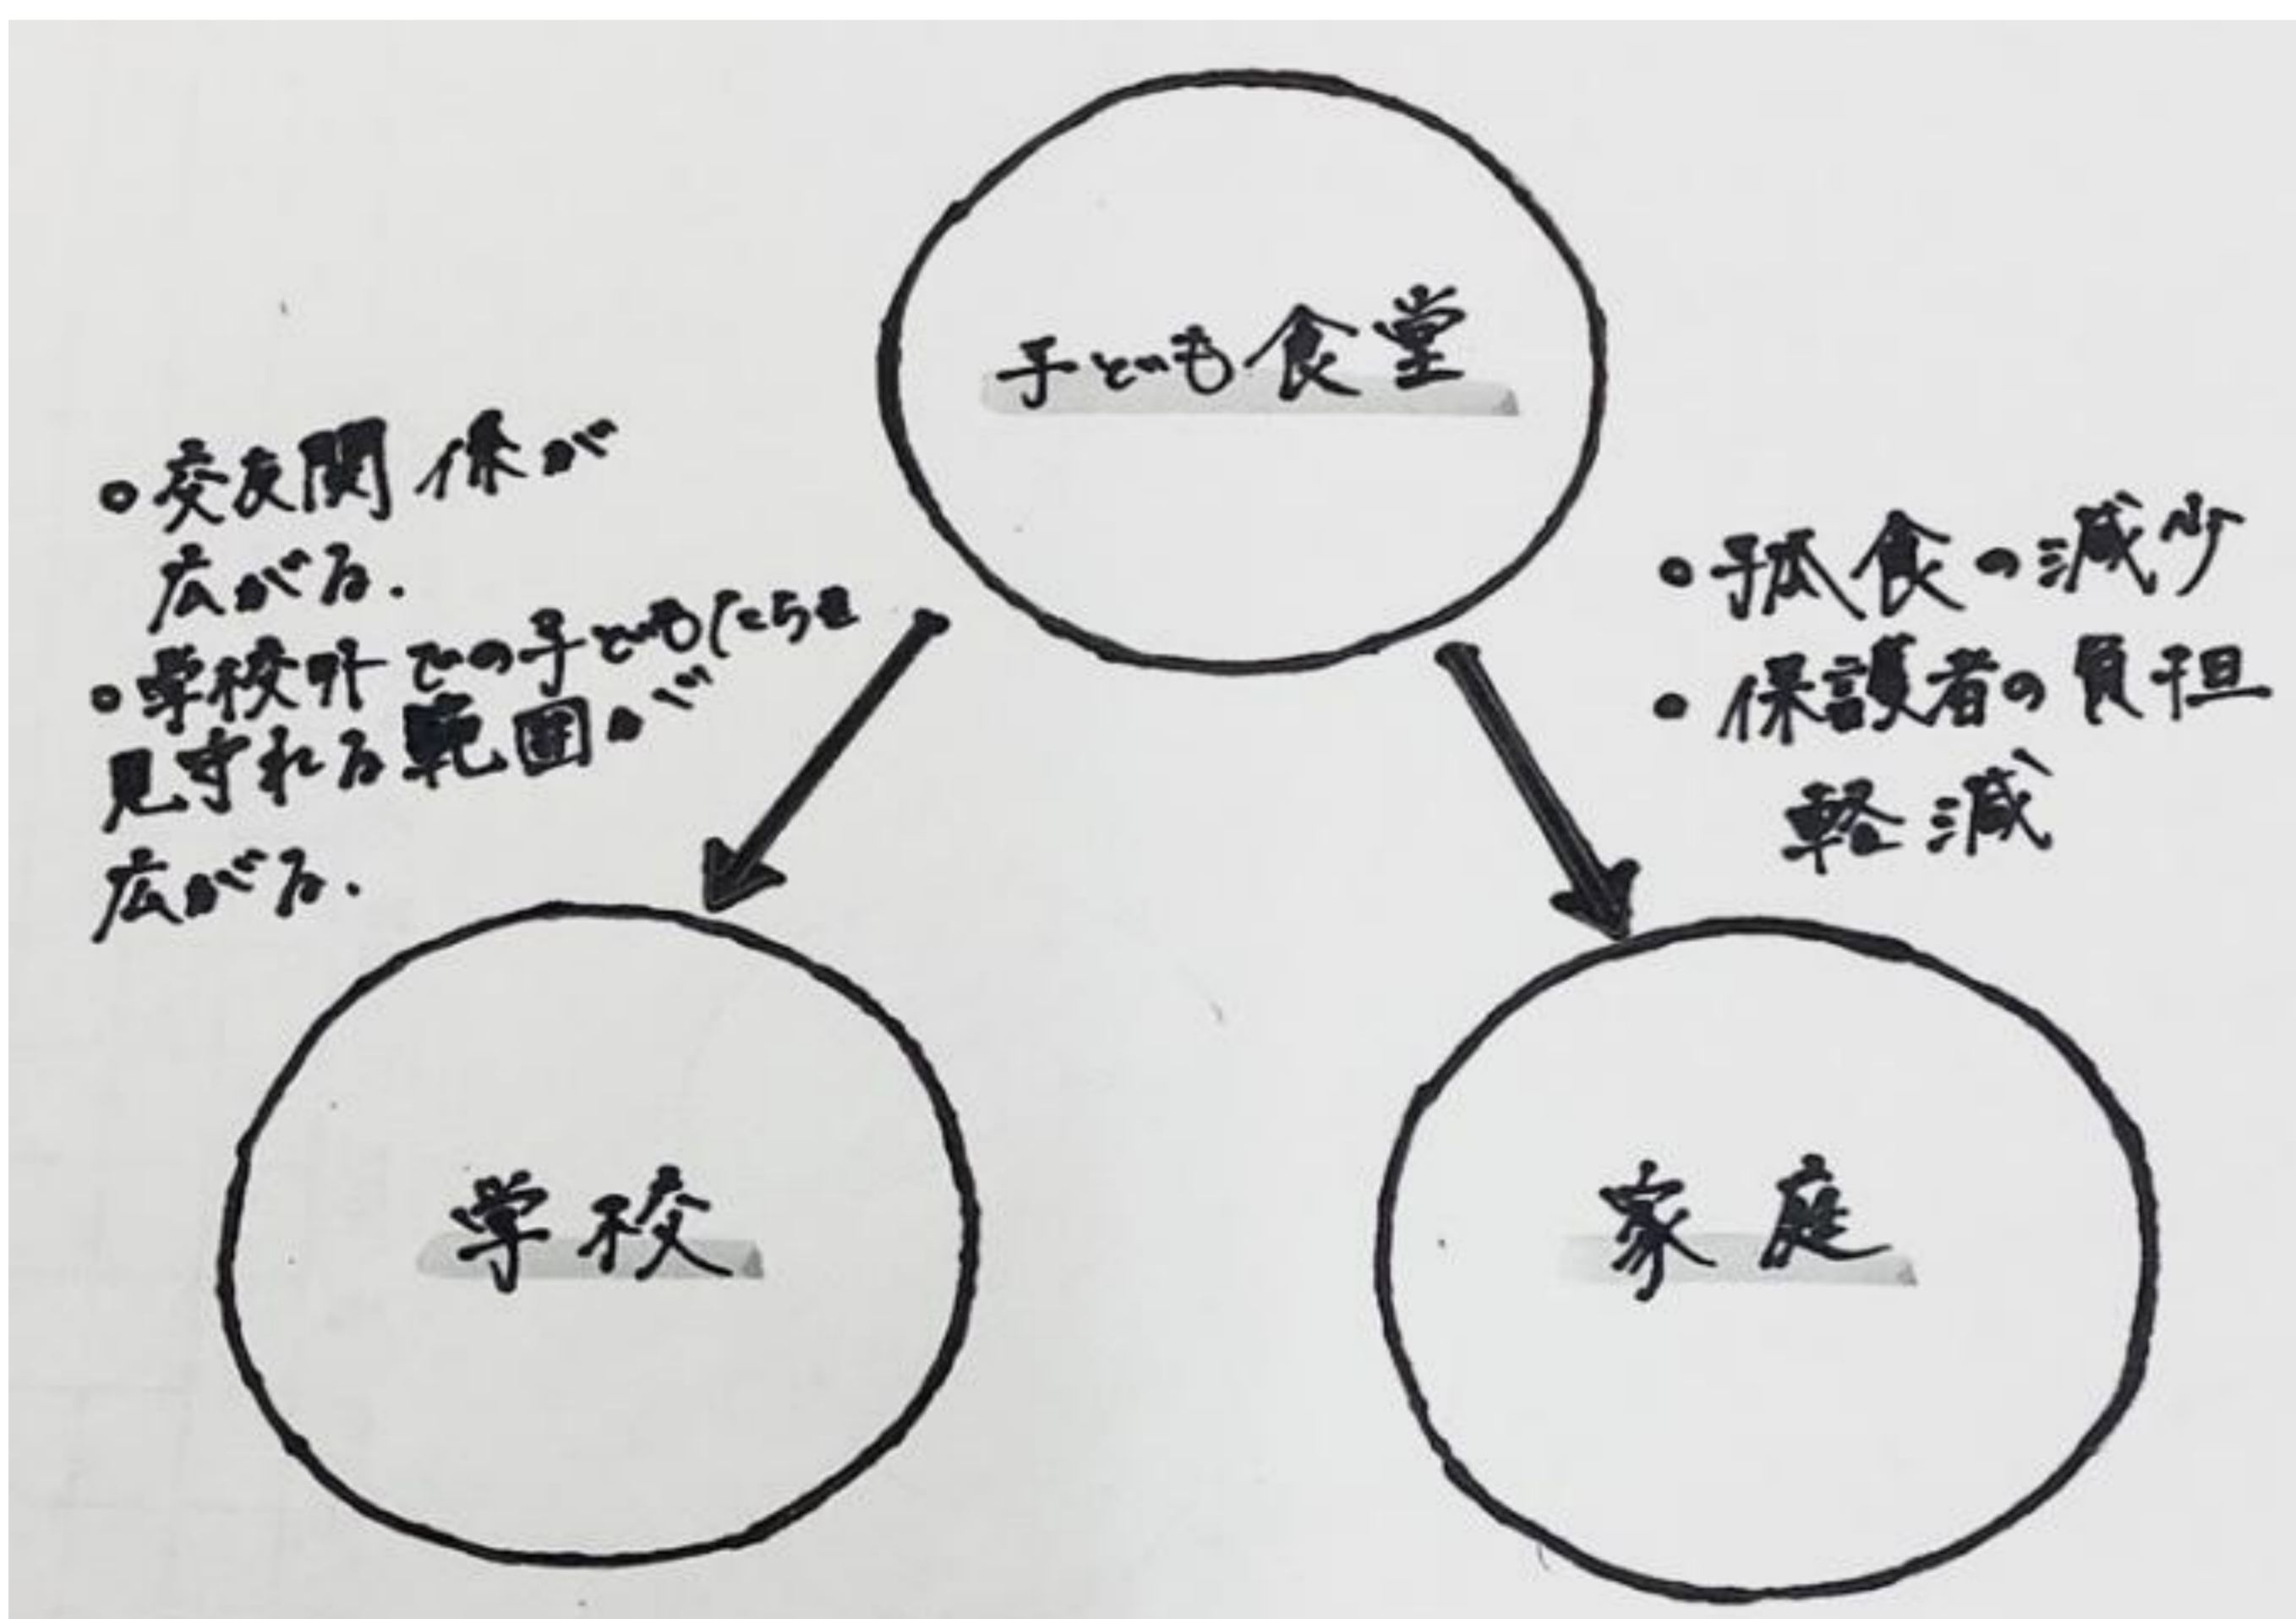 子ども食堂
・交友関係が
広がる.
・学校外での子どもたちを
見守れる範囲が
広がる.
・孤食の減少
・保護者の負担
軽減
学校
家庭